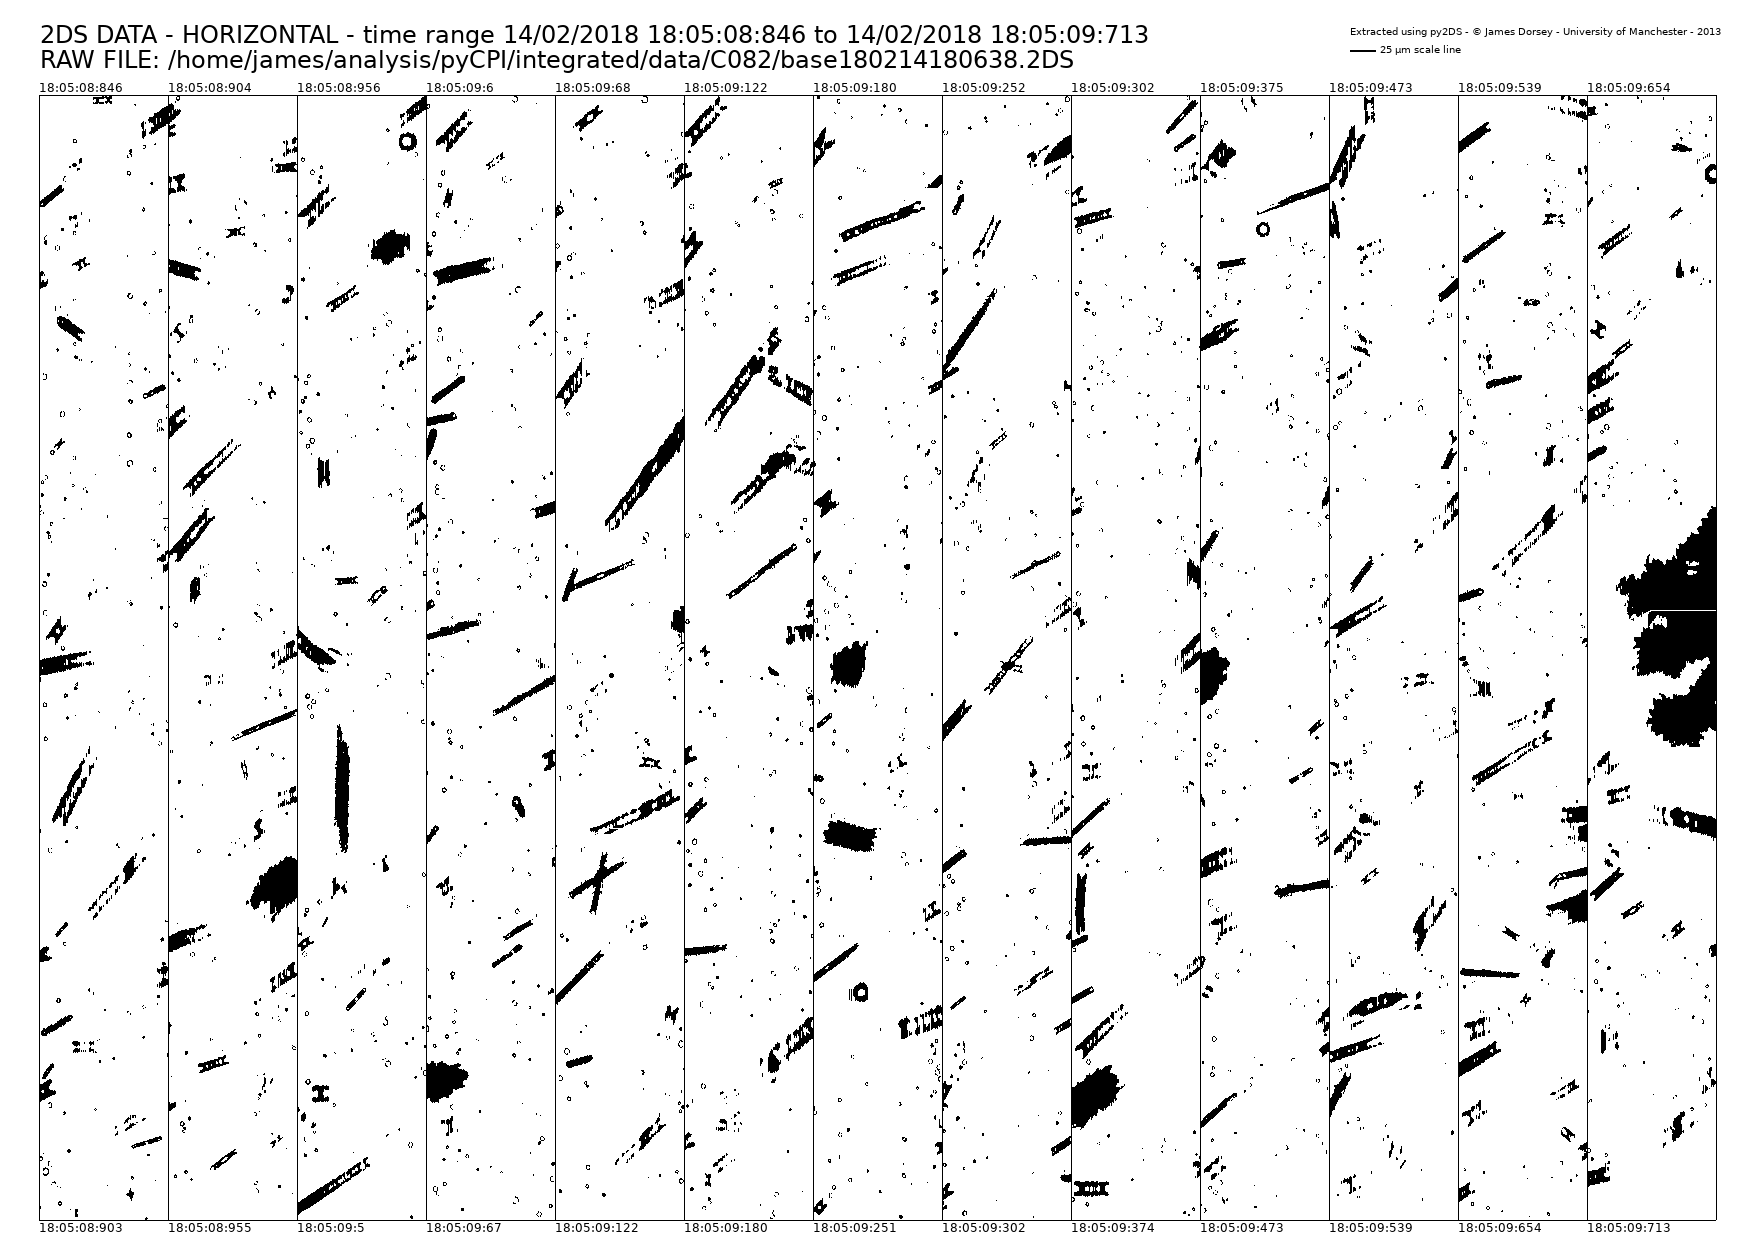 2DS DATA - HORIZONTAL - time range 14/02/2018 18:05:08:846 to 14/02/2018 18:05:09:713
RAW FILE: /home/james/analysis/pyCPI/integrated/data/C082/base180214180638.2DS
Extracted using py2DS - © James Dorsey - University of Manchester - 2013
25 µm scale line
18:05:08:846 18:05:08:904 18:05:08:956 18:05:09:6 18:05:09:68 18:05:09:122 18:05:09:180 18:05:09:252 18:05:09:302 18:05:09:375 18:05:09:473 18:05:09:539 18:05:09:654
18:05:08:903 18:05:08:955 18:05:09:5 18:05:09:67 18:05:09:122 18:05:09:180 18:05:09:251 18:05:09:302 18:05:09:374 18:05:09:473 18:05:09:539 18:05:09:654 18:05:09:713